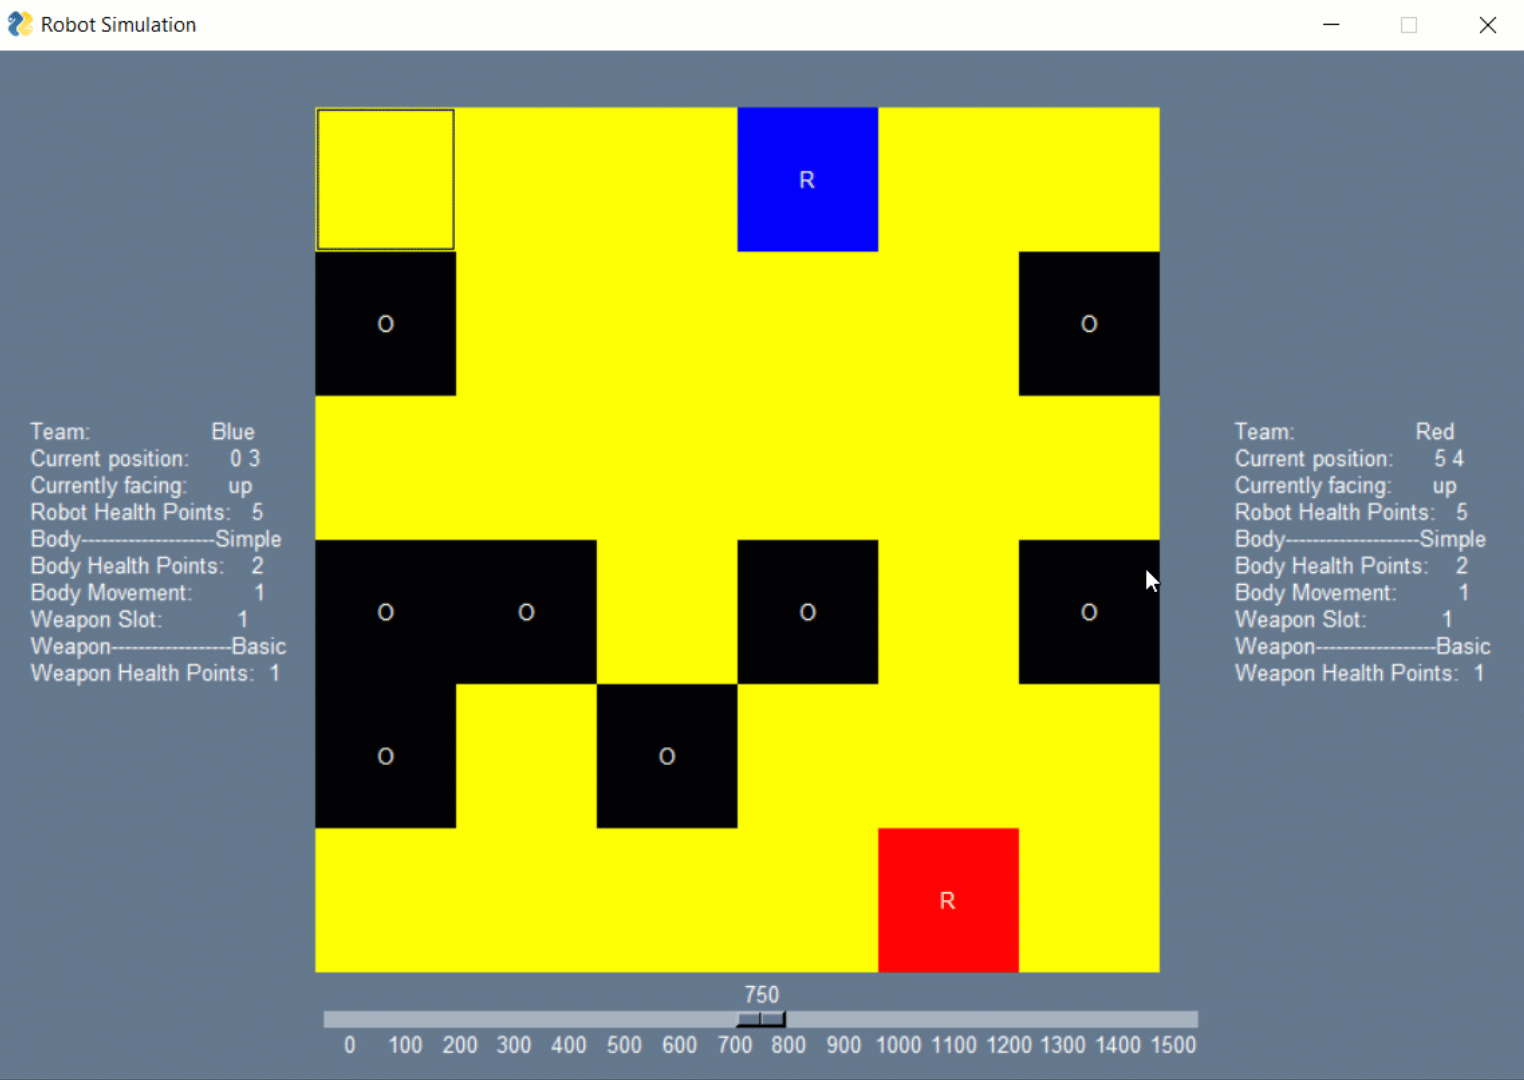 Robot Simulation
R
O O
Team: Blue
Current position: 0 3
Currently facing: up
Robot Health Points: 5
Body--------------------Simple
Body Health Points: 2
Body Movement: 1
Weapon Slot: 1
Weapon------------------Basic
Weapon Health Points: 1
O O O O
O O
R
Team: Red
Current position: 5 4
Currently facing: up
Robot Health Points: 5
Body--------------------Simple
Body Health Points: 2
Body Movement: 1
Weapon Slot: 1
Weapon------------------Basic
Weapon Health Points: 1
750
0 100 200 300 400 500 600 700 800 900 1000 1100 1200 1300 1400 1500